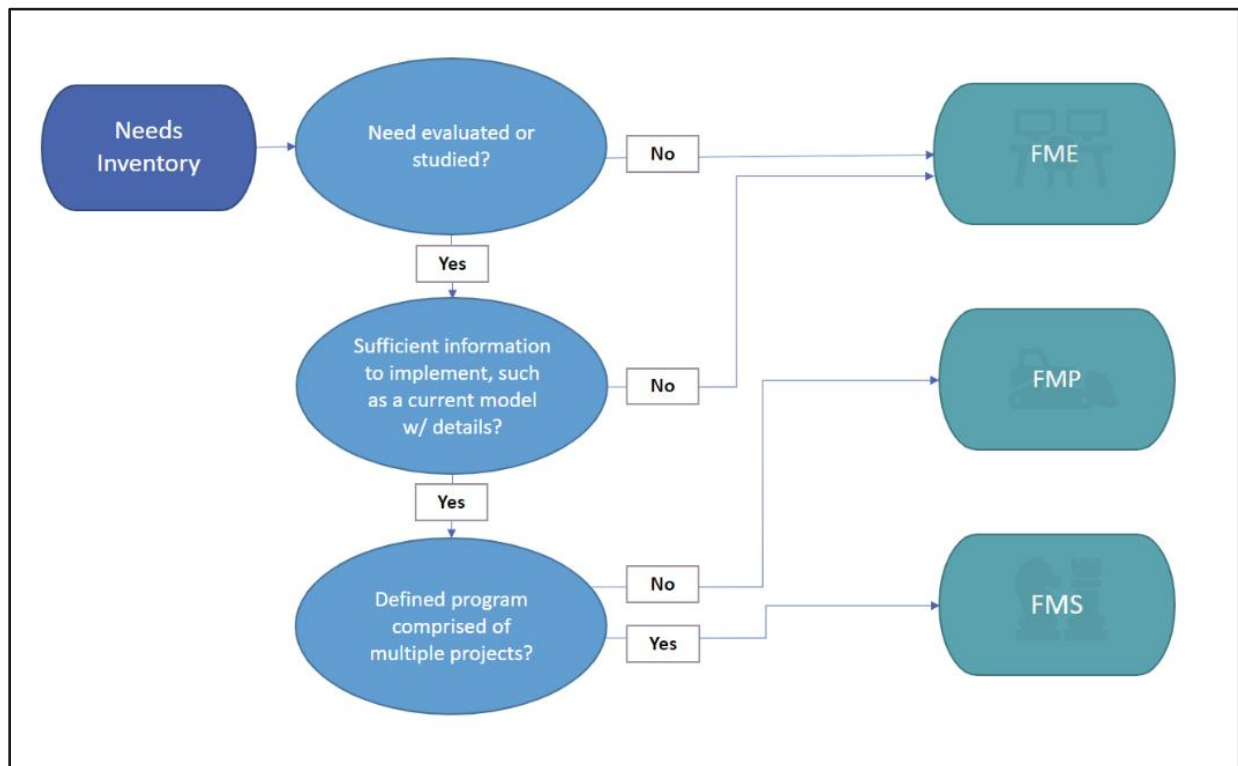 Needs
Inventory
Need evaluated or
studied?
No
FME
Yes
Sufficient information
to implement, such
as a current model
w/ details?
No
FMP
Yes
Defined program
comprised of
multiple projects?
No
Yes
FMS